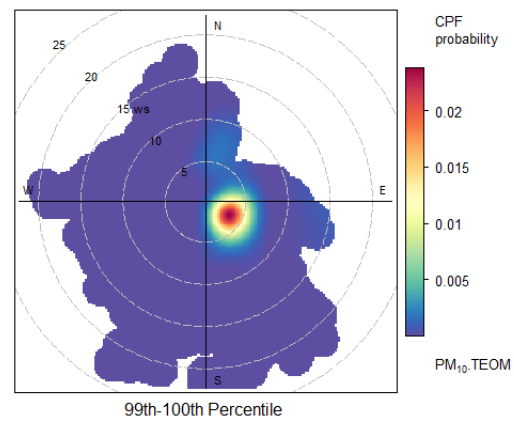 CPF
probability
N
25
20
15 ws
10
5
W
E
S
0.02
0.015
0.01
0.005
PM₁₀.TEOM
99th-100th Percentile